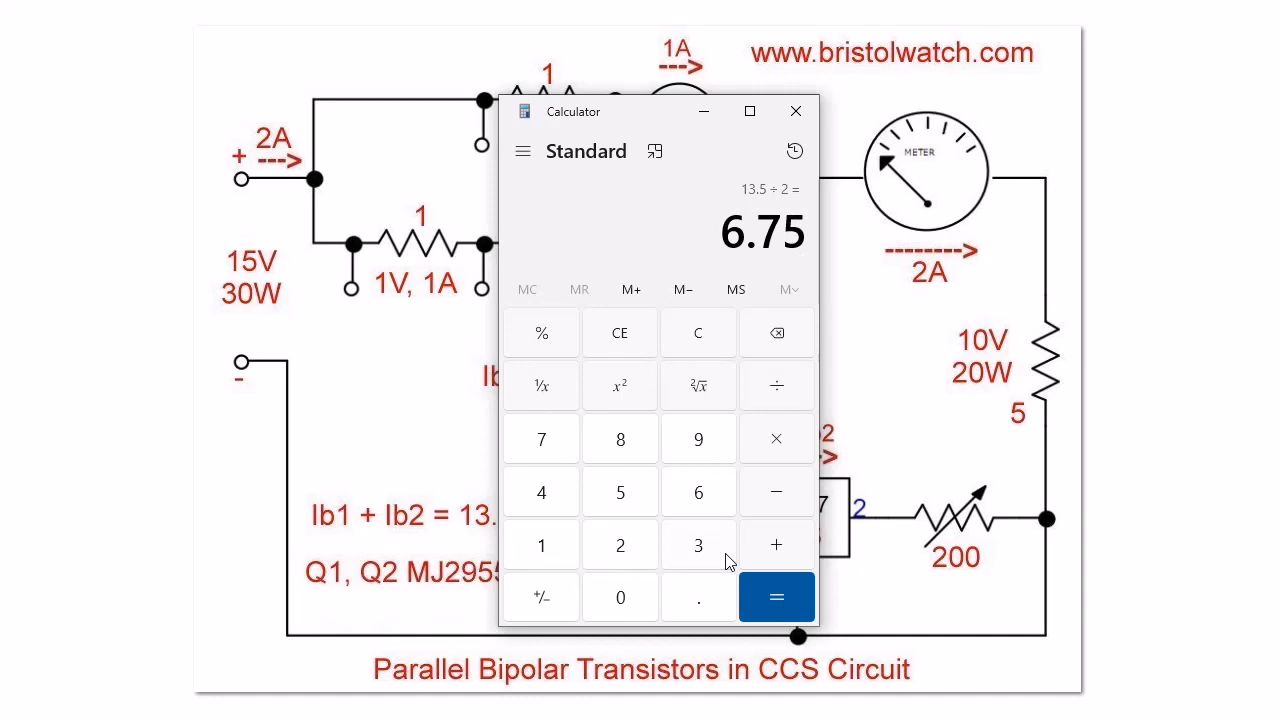 1A
--->
www.bristolwatch.com
1
2A
+ --->
METER
1
15V
30W
1V, 1A
-------->
2A
10V
20W
5
-
Ib1 + Ib2 = 13.
2
200
Q1, Q2 MJ2955
Parallel Bipolar Transistors in CCS Circuit
Calculator
Standard
13.5 ÷ 2 =
6.75
MC MR M+ M− MS M
% CE C
¹/x x² ²√x ÷
7 8 9 ×
4 5 6 −
1 2 3 +
+/− 0 . =